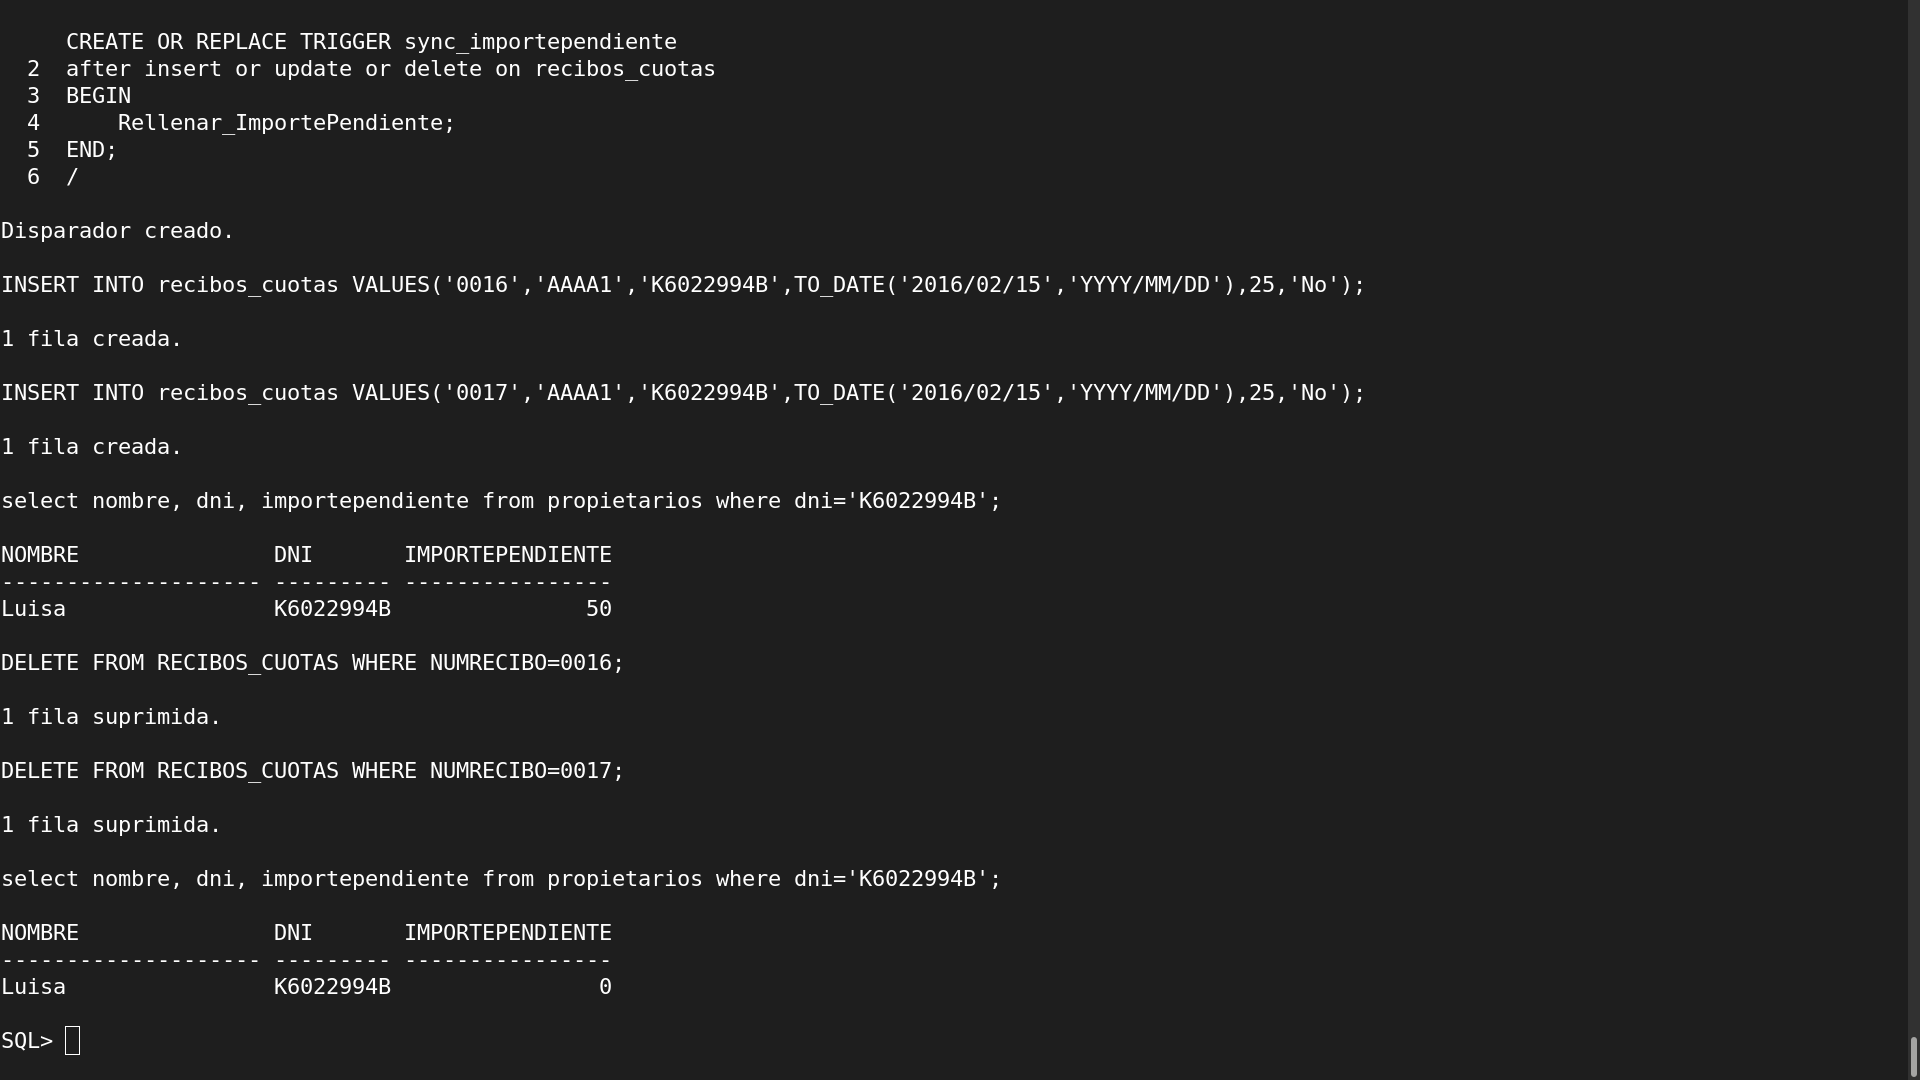 CREATE OR REPLACE TRIGGER sync_importependiente
2  after insert or update or delete on recibos_cuotas
3  BEGIN
4      Rellenar_ImportePendiente;
5  END;
6  /
Disparador creado.
INSERT INTO recibos_cuotas VALUES('0016','AAAA1','K6022994B',TO_DATE('2016/02/15','YYYY/MM/DD'),25,'No');
1 fila creada.
INSERT INTO recibos_cuotas VALUES('0017','AAAA1','K6022994B',TO_DATE('2016/02/15','YYYY/MM/DD'),25,'No');
1 fila creada.
select nombre, dni, importependiente from propietarios where dni='K6022994B';
NOMBRE               DNI       IMPORTEPENDIENTE
-------------------- --------- ----------------
Luisa                K6022994B               50
DELETE FROM RECIBOS_CUOTAS WHERE NUMRECIBO=0016;
1 fila suprimida.
DELETE FROM RECIBOS_CUOTAS WHERE NUMRECIBO=0017;
1 fila suprimida.
select nombre, dni, importependiente from propietarios where dni='K6022994B';
NOMBRE               DNI       IMPORTEPENDIENTE
-------------------- --------- ----------------
Luisa                K6022994B                0
SQL>